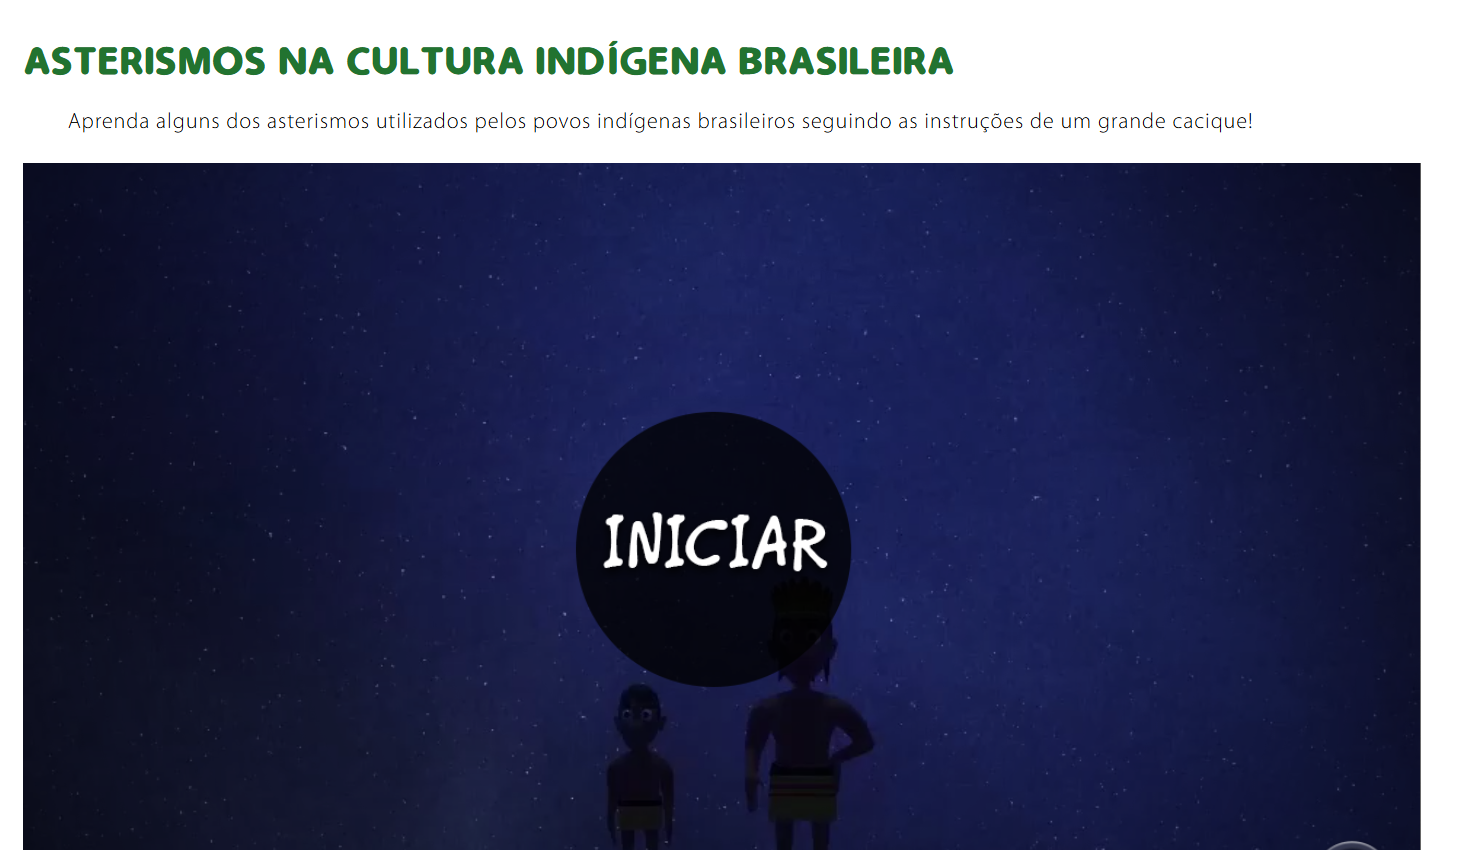 ASTERISMOS NA CULTURA INDÍGENA BRASILEIRA
Aprenda alguns dos asterismos utilizados pelos povos indígenas brasileiros seguindo as instruções de um grande cacique!
INICIAR